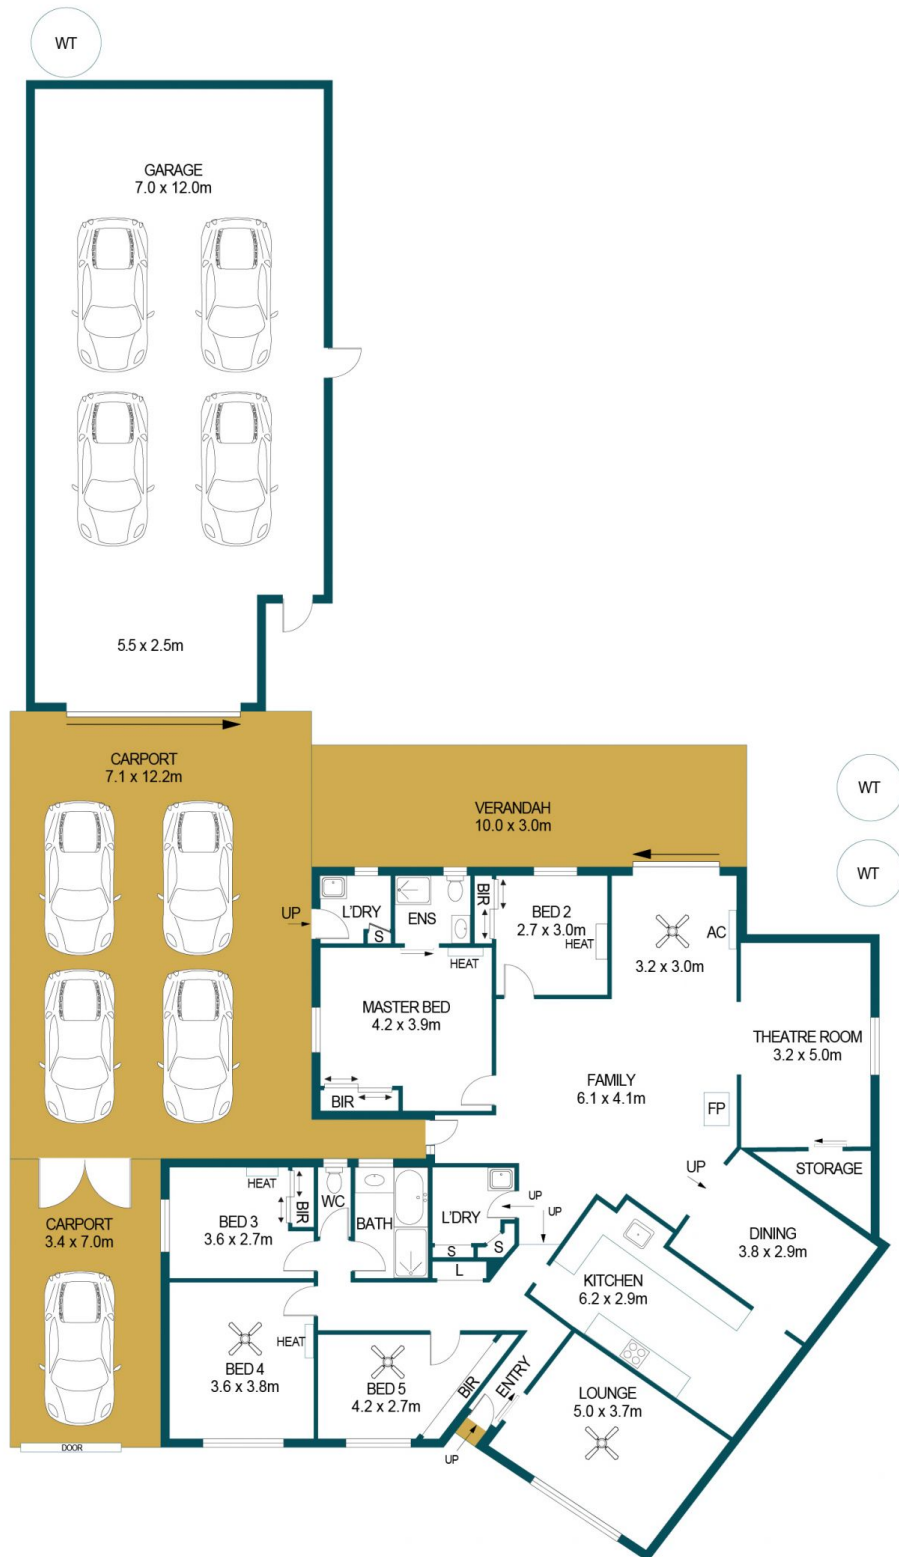 WT
GARAGE
7.0 x 12.0m
5.5 x 2.5m
CARPORT
7.1 x 12.2m
VERANDAH
10.0 x 3.0m
WT
WT
UP
L'DRY
S
ENS
BIR
BED 2
2.7 x 3.0m
HEAT
AC
3.2 x 3.0m
HEAT
MASTER BED
4.2 x 3.9m
BIR
THEATRE ROOM
3.2 x 5.0m
FAMILY
6.1 x 4.1m
FP
UP
STORAGE
CARPORT
3.4 x 7.0m
HEAT
BED 3
3.6 x 2.7m
BIR
WC
BATH
L'DRY
S
S
UP
UP
L
DINING
3.8 x 2.9m
KITCHEN
6.2 x 2.9m
BED 4
3.6 x 3.8m
HEAT
BED 5
4.2 x 2.7m
BIR
ENTRY
LOUNGE
5.0 x 3.7m
DOOR
UP